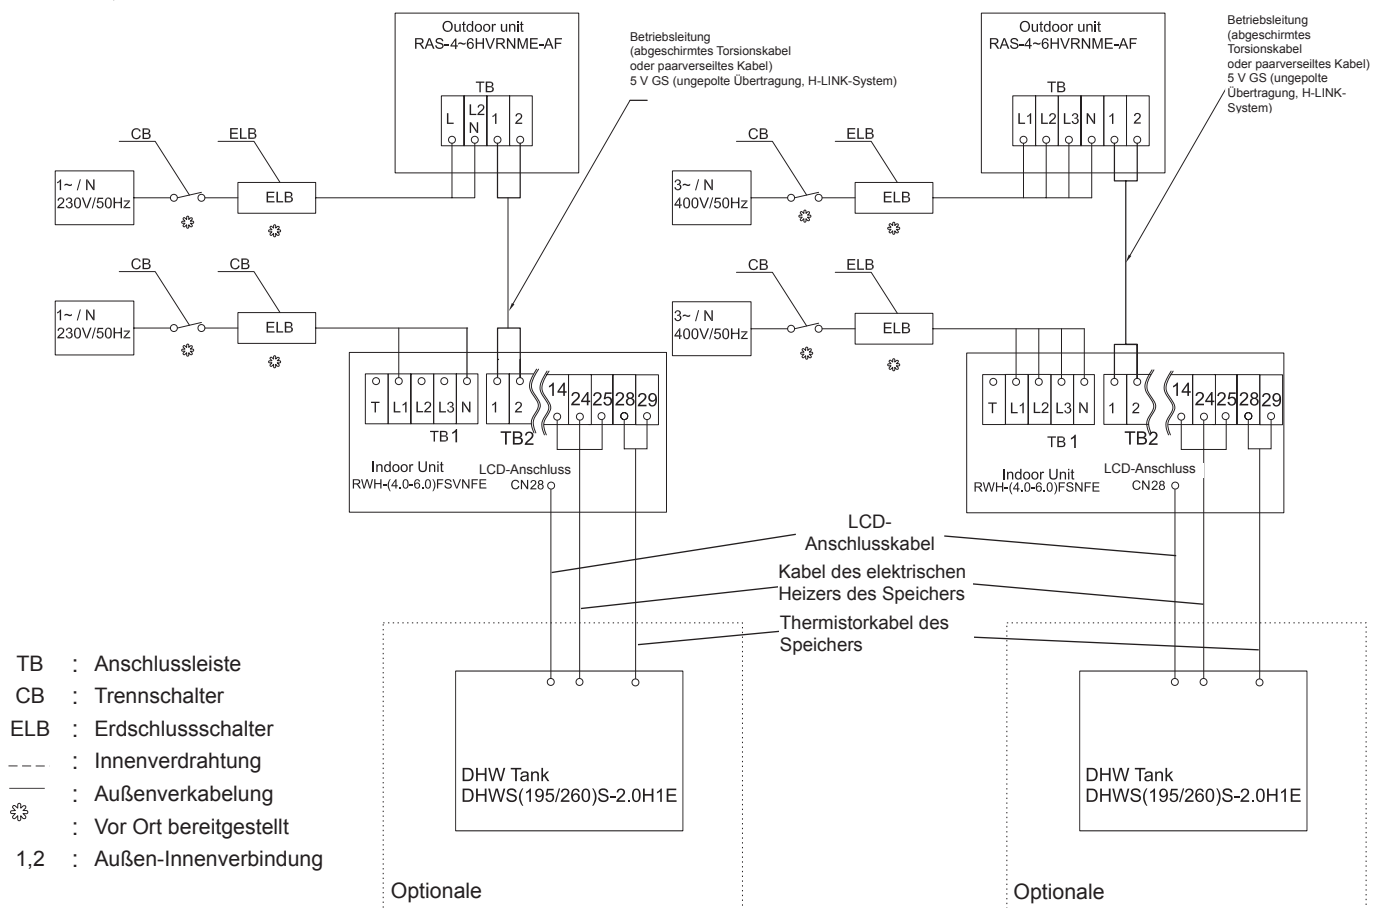 Outdoor unit
RAS-4~6HVRNME-AF
TB
L
L2
N
1
2
Betriebsleitung
(abgeschirmtes Torsionskabel
oder paarverseiltes Kabel)
5 V GS (ungepolte Übertragung, H-LINK-System)
CB
ELB
1~ / N
230V/50Hz
ELB
CB
CB
1~ / N
230V/50Hz
ELB
T
L1
L2
L3
N
1
2
14
24
25
28
29
TB 1
TB2
Indoor Unit
RWH-(4.0-6.0)FSVNFE
LCD-Anschluss
CN28
Outdoor unit
RAS-4~6HVRNME-AF
TB
L1
L2
L3
N
1
2
Betriebsleitung
(abgeschirmtes
Torsionskabel
oder paarverseiltes Kabel)
5 V GS (ungepolte
Übertragung, H-LINK-
System)
CB
ELB
3~ / N
400V/50Hz
ELB
CB
ELB
3~ / N
400V/50Hz
ELB
T
L1
L2
L3
N
1
2
14
24
25
28
29
TB 1
TB2
Indoor Unit
RWH-(4.0-6.0)FSNFE
LCD-Anschluss
CN28
LCD-
Anschlusskabel
Kabel des elektrischen
Heizers des Speichers
Thermistorkabel des
Speichers
TB : Anschlussleiste
CB : Trennschalter
ELB : Erdschlussschalter
: Innenverdrahtung
: Außenverkabelung
: Vor Ort bereitgestellt
1,2 : Außen-Innenverbindung
DHW Tank
DHWS(195/260)S-2.0H1E
Optionale
DHW Tank
DHWS(195/260)S-2.0H1E
Optionale